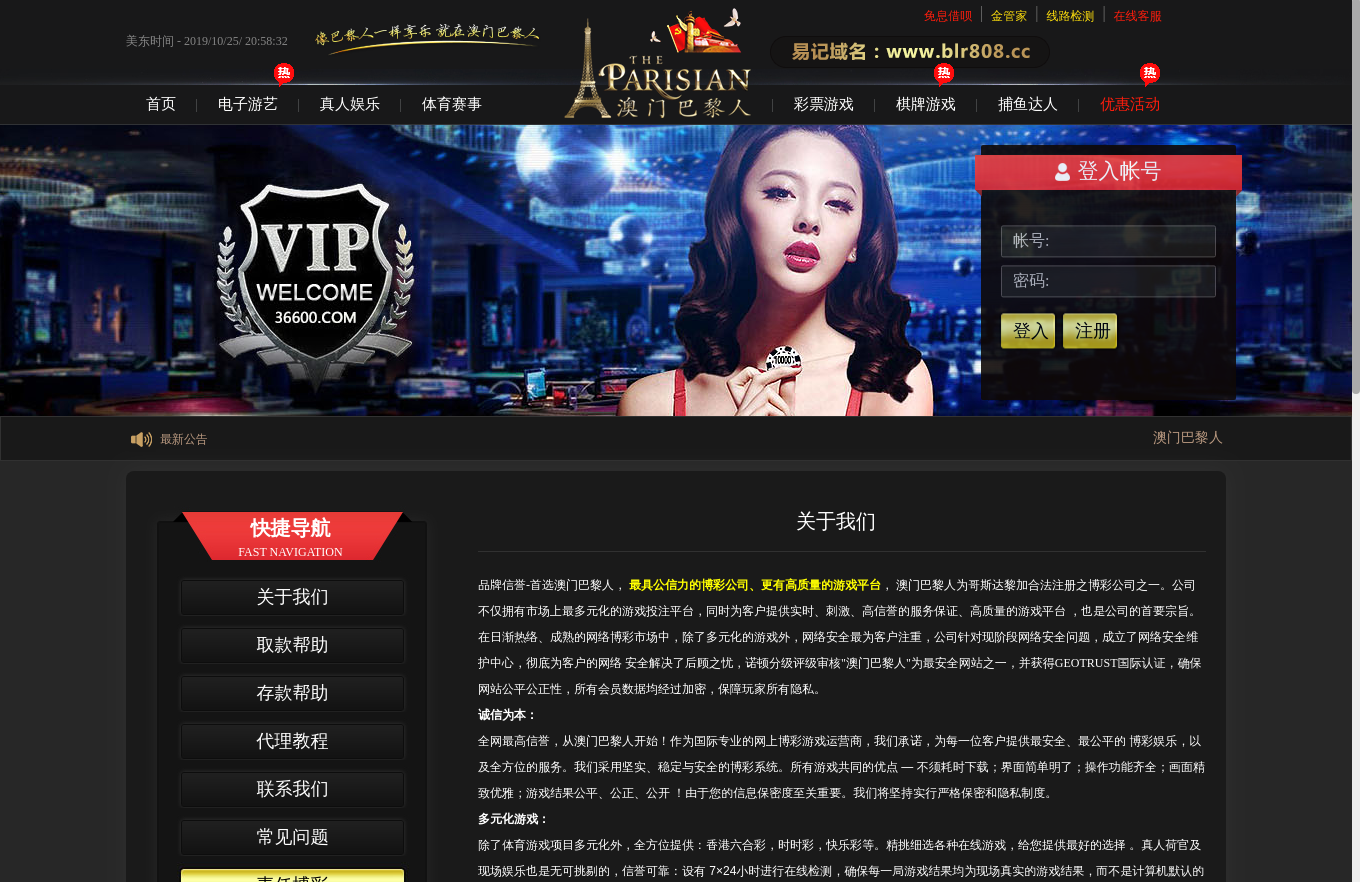 免息借呗 金管家 线路检测 在线客服
美东时间 - 2019/10/25/ 20:58:32
像巴黎人一样享乐 就在澳门巴黎人
易记域名：www.blr808.cc
THE
PARISIAN
澳门巴黎人
热 热 热
首页 电子游艺 真人娱乐 体育赛事 彩票游戏 棋牌游戏 捕鱼达人 优惠活动
登入帐号
VIP
WELCOME
36600.COM
帐号:
密码:
登入 注册
10000
最新公告
澳门巴黎人
快捷导航
FAST NAVIGATION
关于我们
取款帮助
存款帮助
代理教程
联系我们
常见问题
责任博彩
关于我们
品牌信誉-首选澳门巴黎人， 最具公信力的博彩公司、更有高质量的游戏平台， 澳门巴黎人为哥斯达黎加合法注册之博彩公司之一。公司
不仅拥有市场上最多元化的游戏投注平台，同时为客户提供实时、刺激、高信誉的服务保证、高质量的游戏平台 ，也是公司的首要宗旨。
在日渐热络、成熟的网络博彩市场中，除了多元化的游戏外，网络安全最为客户注重，公司针对现阶段网络安全问题，成立了网络安全维
护中心，彻底为客户的网络 安全解决了后顾之忧，诺顿分级评级审核"澳门巴黎人"为最安全网站之一，并获得GEOTRUST国际认证，确保
网站公平公正性，所有会员数据均经过加密，保障玩家所有隐私。
诚信为本：
全网最高信誉，从澳门巴黎人开始！作为国际专业的网上博彩游戏运营商，我们承诺，为每一位客户提供最安全、最公平的 博彩娱乐，以
及全方位的服务。我们采用坚实、稳定与安全的博彩系统。所有游戏共同的优点 — 不须耗时下载；界面简单明了；操作功能齐全；画面精
致优雅；游戏结果公平、公正、公开 ！由于您的信息保密度至关重要。我们将坚持实行严格保密和隐私制度。
多元化游戏：
除了体育游戏项目多元化外，全方位提供：香港六合彩，时时彩，快乐彩等。精挑细选各种在线游戏，给您提供最好的选择 。真人荷官及
现场娱乐也是无可挑剔的，信誉可靠：设有 7×24小时进行在线检测，确保每一局游戏结果均为现场真实的游戏结果，而不是计算机默认的